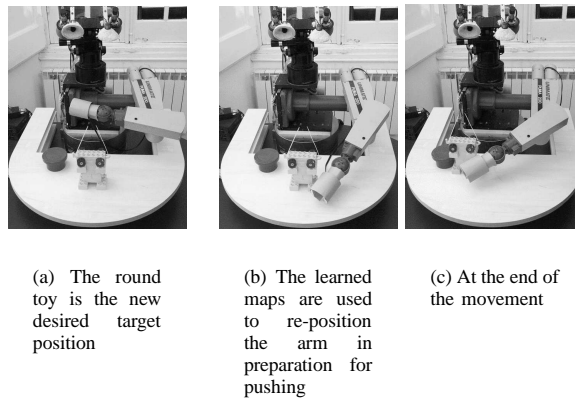 (a) The round
toy is the new
desired target
position
(b) The learned
maps are used
to re-position
the arm in
preparation for
pushing
(c) At the end of
the movement